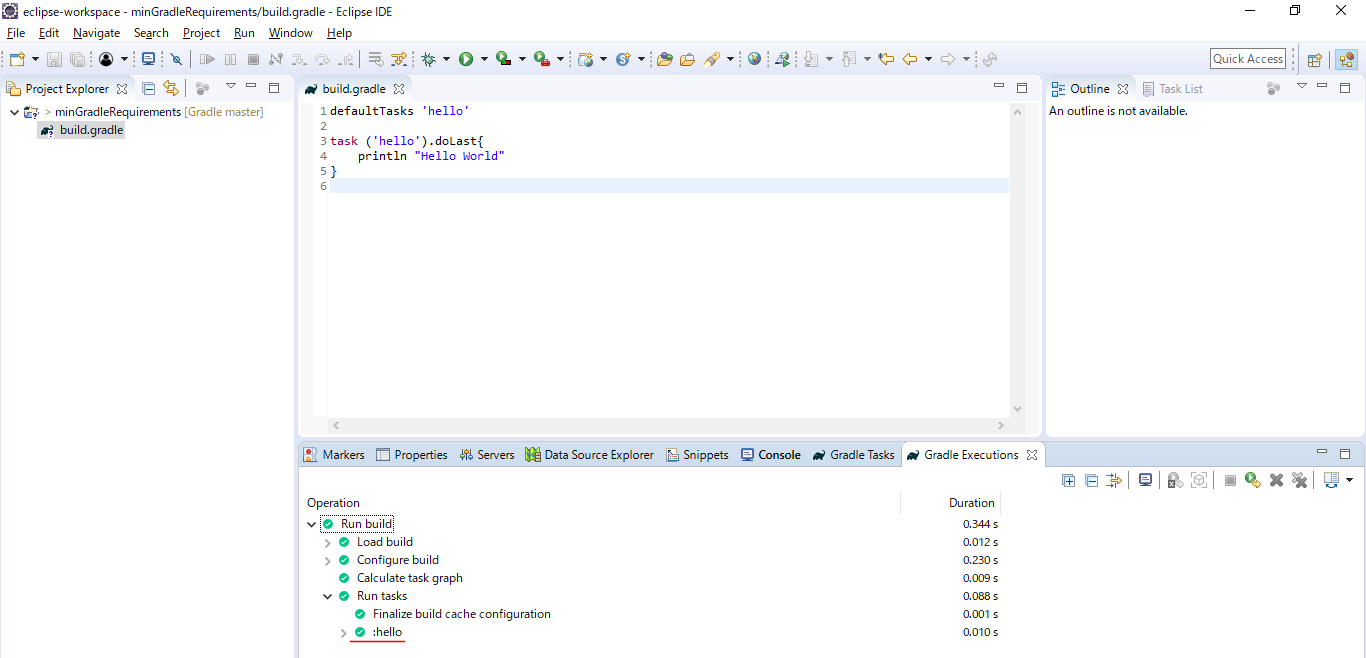 eclipse-workspace - minGradleRequirements/build.gradle - Eclipse IDE
File Edit Navigate Search Project Run Window Help
Quick Access
Project Explorer
> minGradleRequirements [Gradle master]
build.gradle
build.gradle
1 defaultTasks 'hello'
2
3 task ('hello').doLast{
4     println "Hello World"
5 }
6
Outline Task List
An outline is not available.
Markers Properties Servers Data Source Explorer Snippets Console Gradle Tasks Gradle Executions
Operation Duration
Run build 0.344 s
Load build 0.012 s
Configure build 0.230 s
Calculate task graph 0.009 s
Run tasks 0.088 s
Finalize build cache configuration 0.001 s
:hello 0.010 s